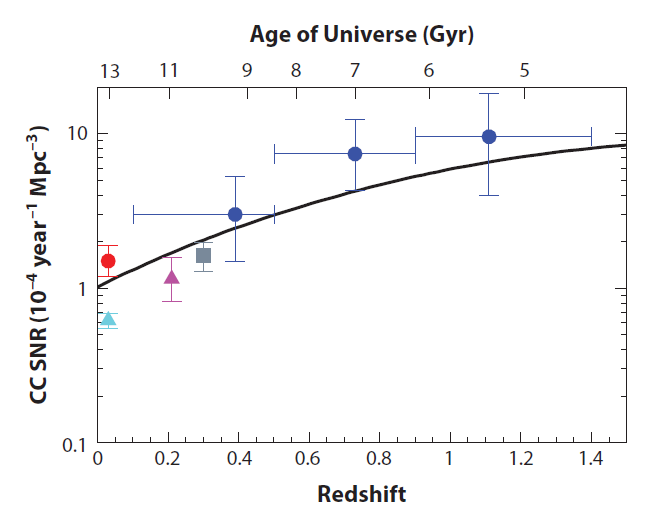 Age of Universe (Gyr)
13 11 9 8 7 6 5
CC SNR (10⁻⁴ year⁻¹ Mpc⁻³)
10
1
0.1
0 0.2 0.4 0.6 0.8 1 1.2 1.4
Redshift